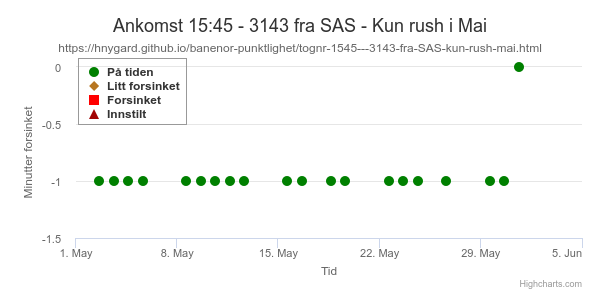 Ankomst 15:45 - 3143 fra SAS - Kun rush i Mai
https://hnygard.github.io/banenor-punktlighet/tognr-1545---3143-fra-SAS-kun-rush-mai.html
På tiden
Litt forsinket
Forsinket
Innstilt
Minutter forsinket
0
-0.5
-1
-1.5
1. May 8. May 15. May 22. May 29. May 5. Jun
Tid
Highcharts.com